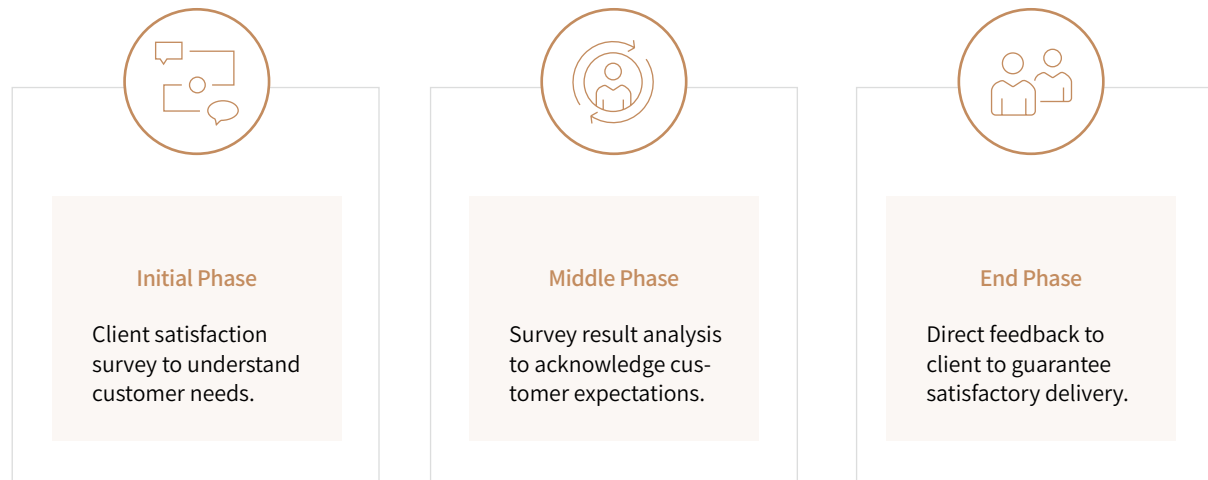 Initial Phase
Client satisfaction
survey to understand
customer needs.
Middle Phase
Survey result analysis
to acknowledge cus-
tomer expectations.
End Phase
Direct feedback to
client to guarantee
satisfactory delivery.